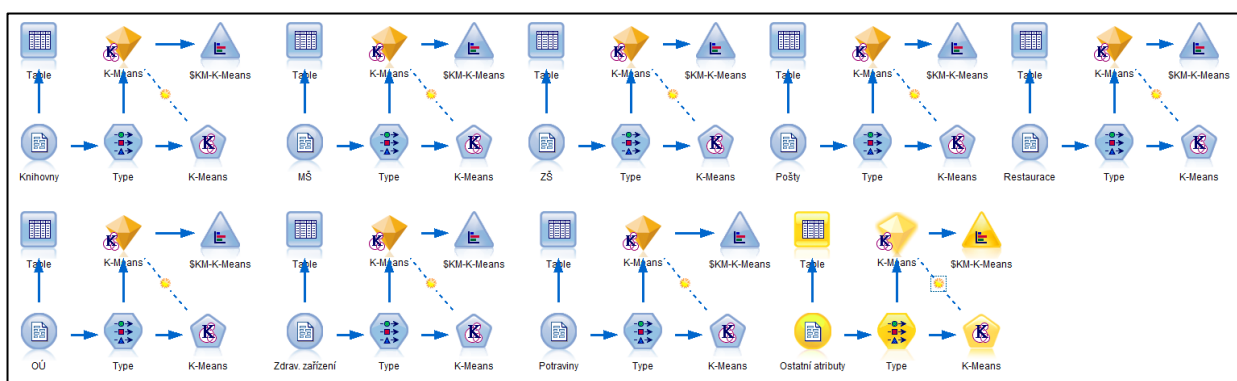 Table K-Means $KM-K-Means Table K-Means $KM-K-Means Table K-Means $KM-K-Means Table K-Means $KM-K-Means Table K-Means $KM-K-Means
Knihovny Type K-Means MŠ Type K-Means ZŠ Type K-Means Pošty Type K-Means Restaurace Type K-Means
Table K-Means $KM-K-Means Table K-Means $KM-K-Means Table K-Means $KM-K-Means Table K-Means $KM-K-Means
OÚ Type K-Means Zdrav. zařízení Type K-Means Potraviny Type K-Means Ostatní atributy Type K-Means